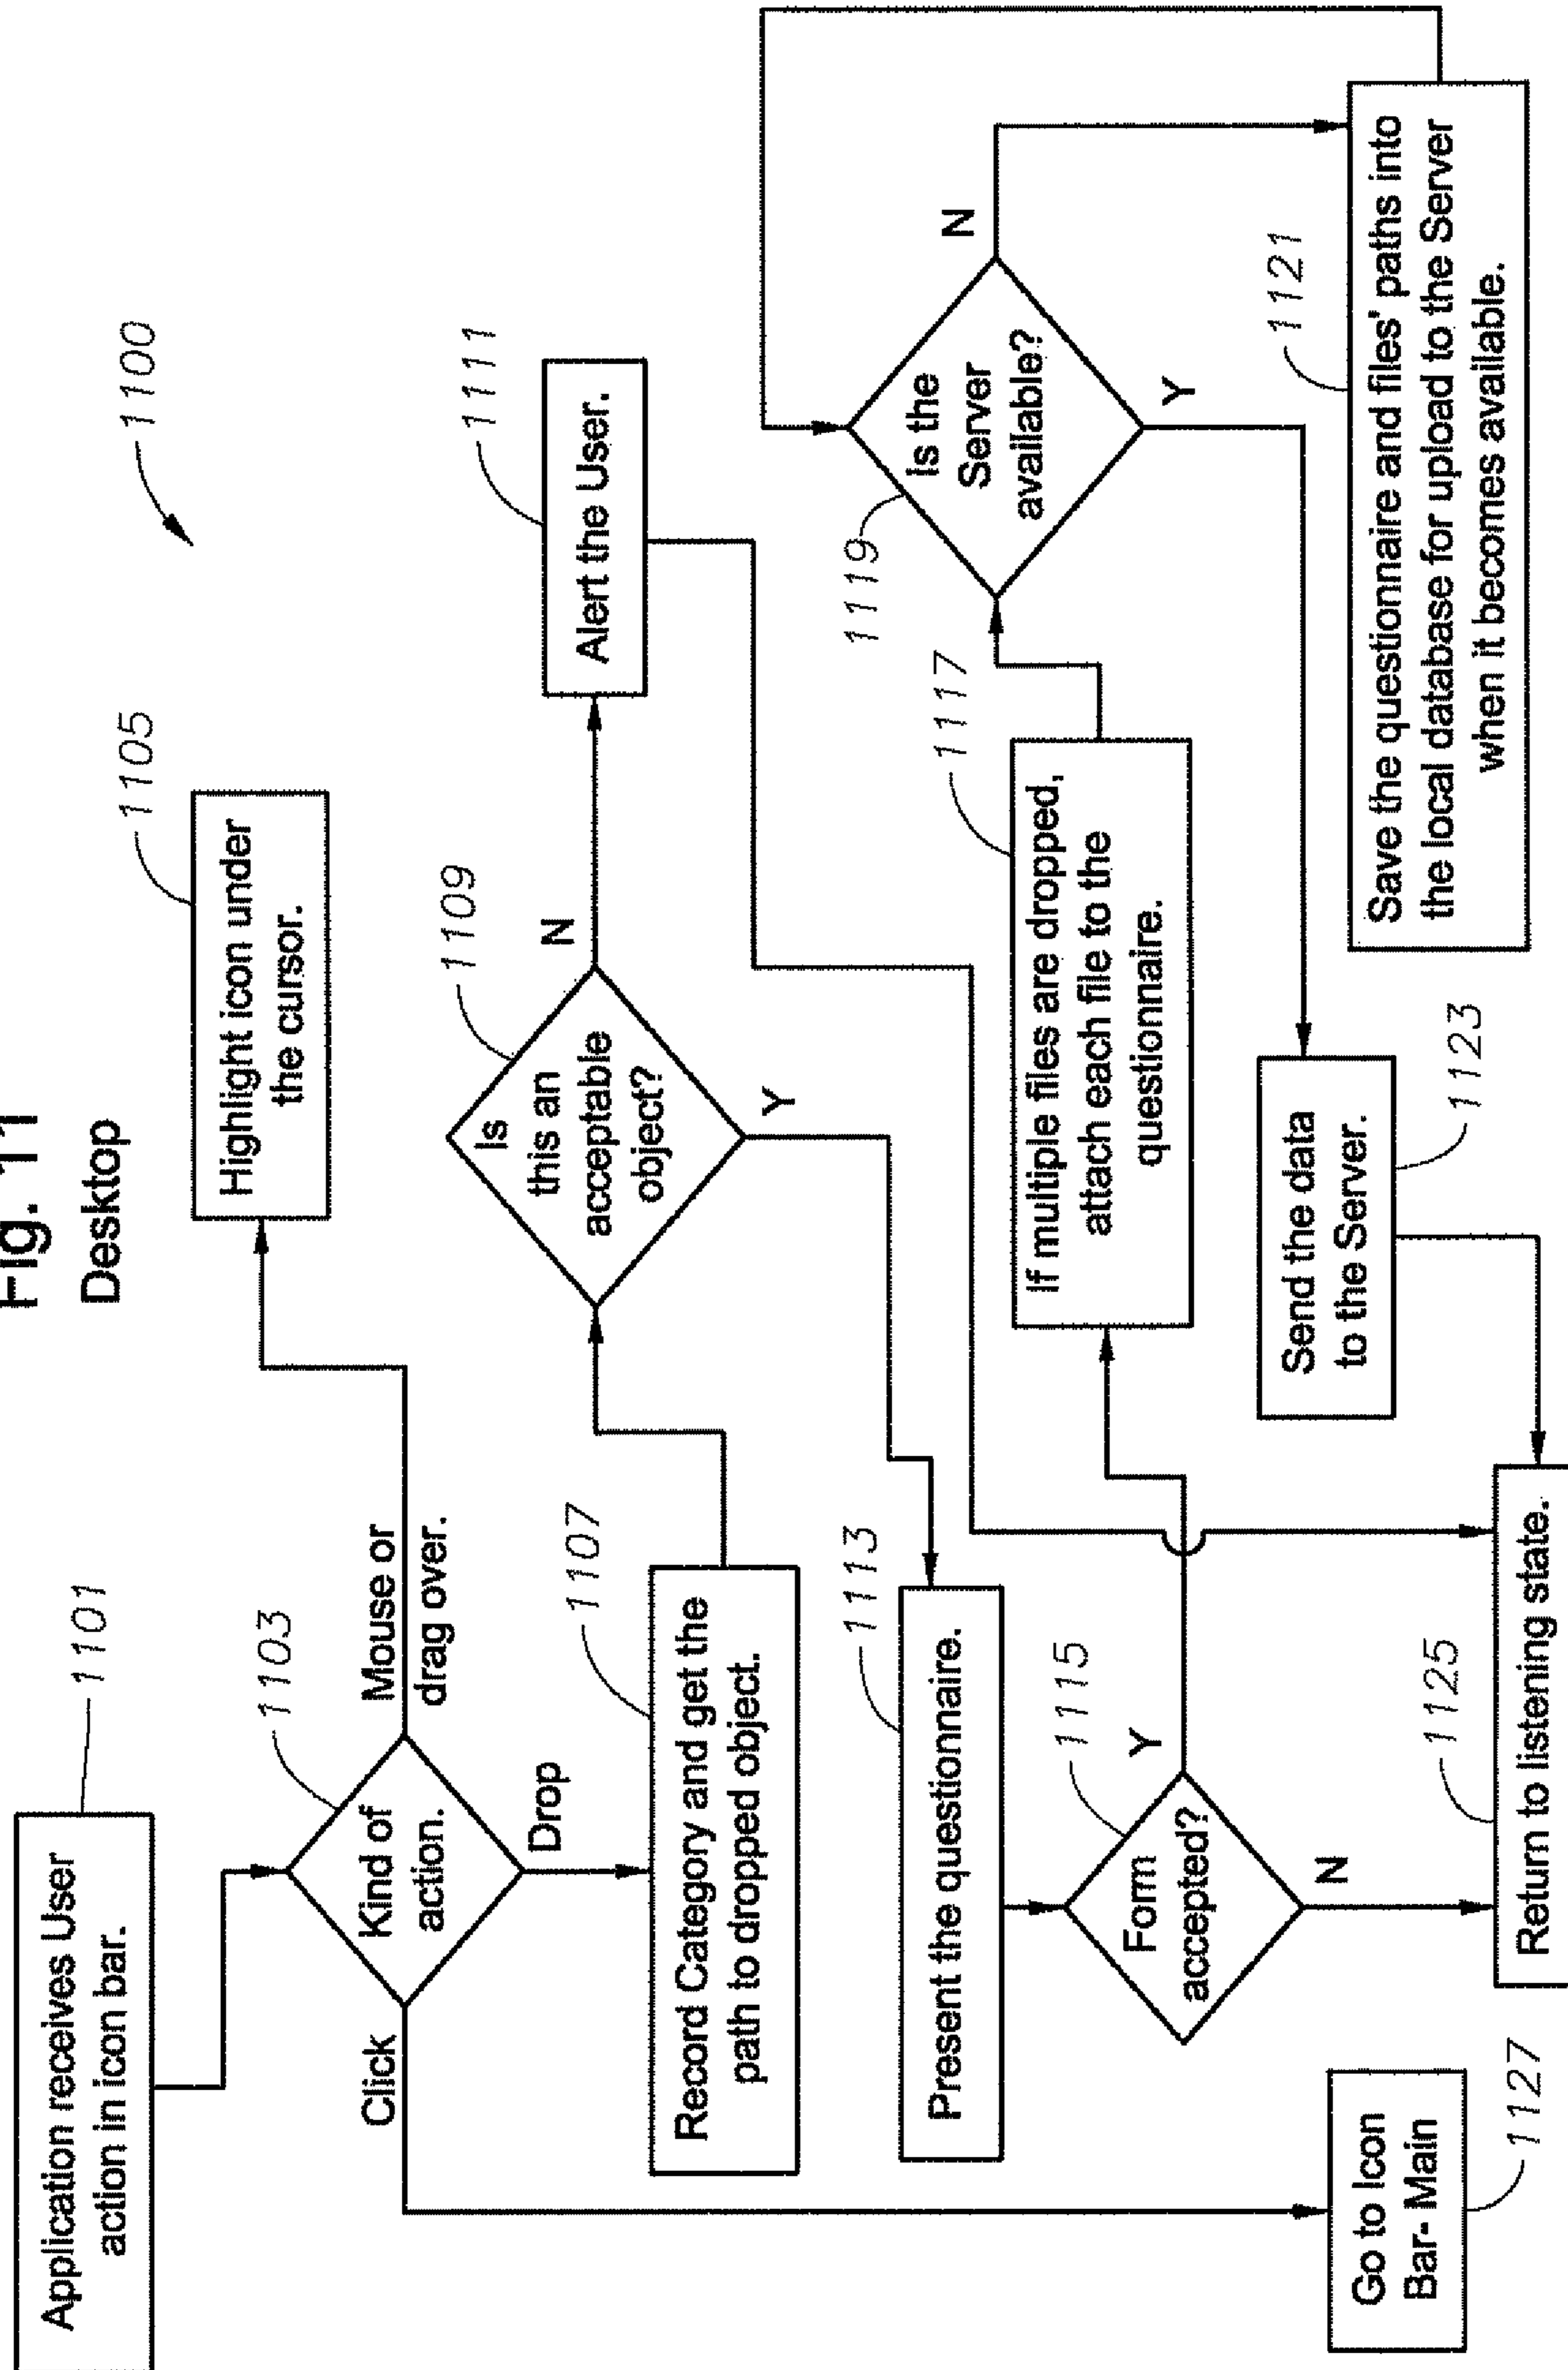 Fig. 11
Desktop
1100
Application receives User
action in icon bar.
1101
Kind of
action.
1103
Click
Drop
Mouse or
drag over.
Highlight icon under
the cursor.
1105
Record Category and get the
path to dropped object.
1107
Is
this an
acceptable
object?
1109
N
Y
Alert the User.
1111
Present the questionnaire.
1113
Form
accepted?
1115
Y
N
If multiple files are dropped,
attach each file to the
questionnaire.
1117
Is the
Server
available?
1119
N
Y
Save the questionnaire and files' paths into
the local database for upload to the Server
when it becomes available.
1121
Send the data
to the Server.
1123
Return to listening state.
1125
Go to Icon
Bar- Main
1127